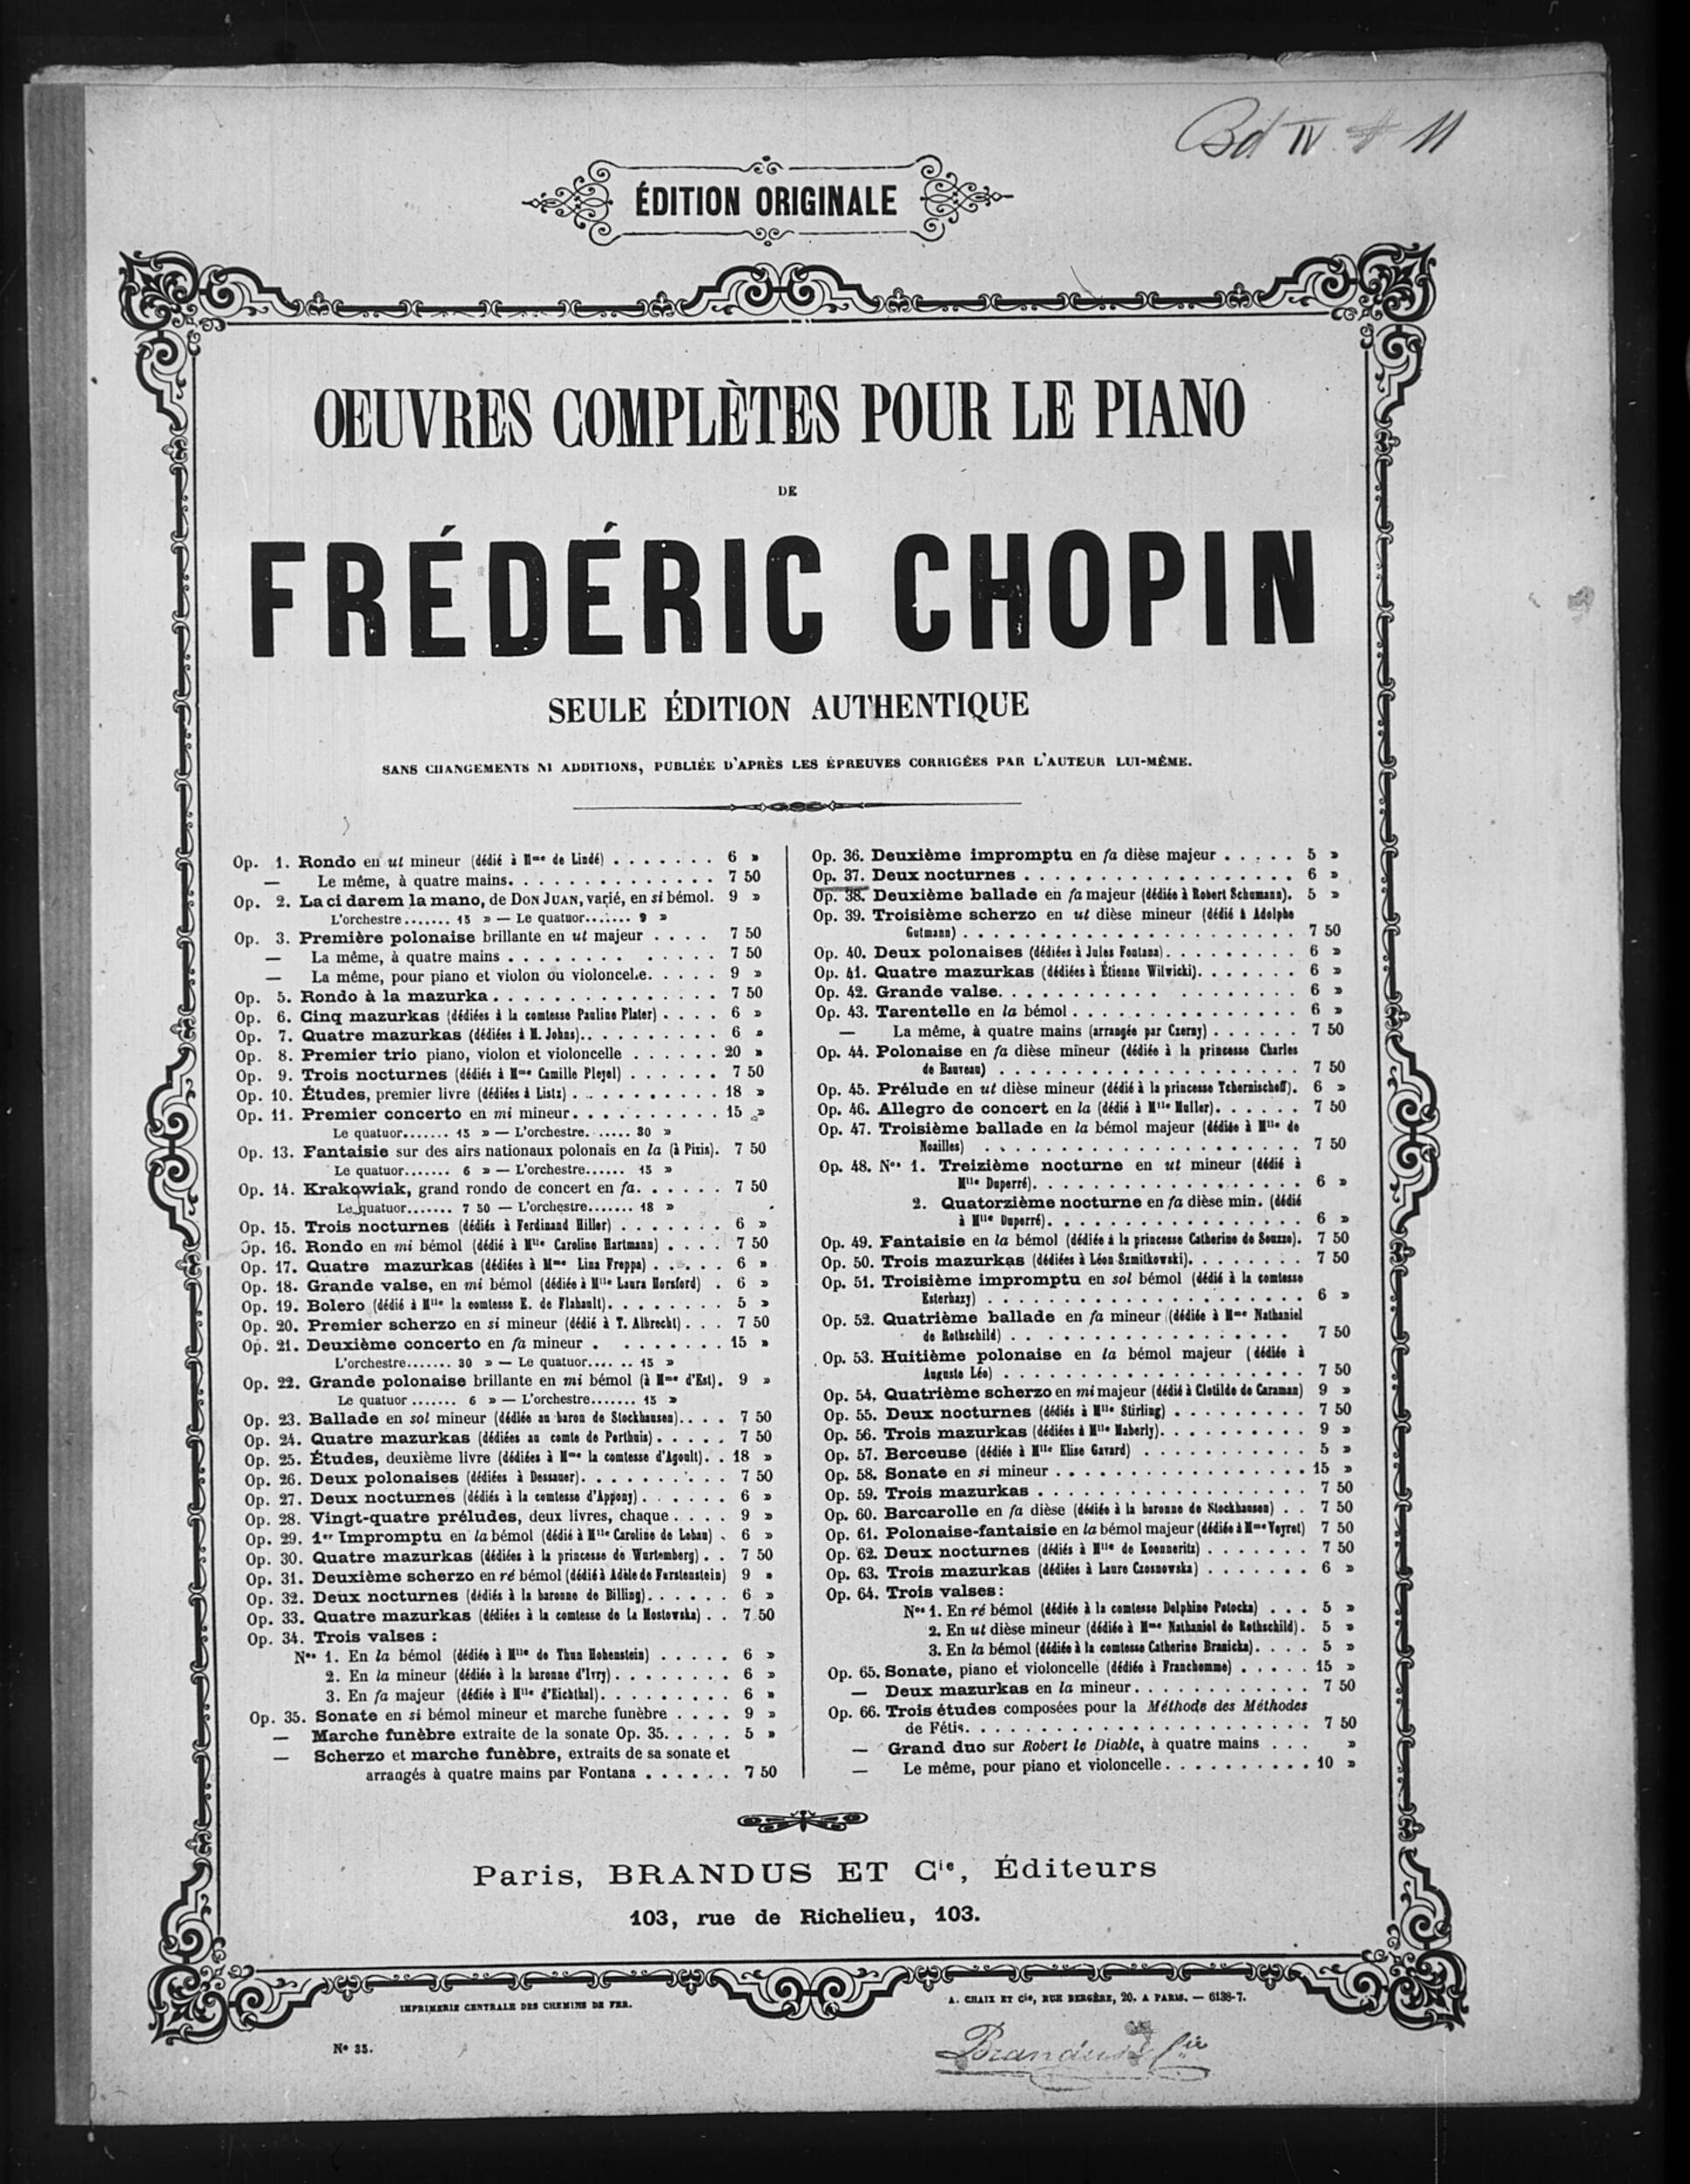 Bd IV # 11
ÉDITION ORIGINALE
OEUVRES COMPLÈTES POUR LE PIANO
DE
FRÉDÉRIC CHOPIN
SEULE ÉDITION AUTHENTIQUE
SANS CHANGEMENTS NI ADDITIONS, PUBLIÉE D'APRÈS LES ÉPREUVES CORRIGÉES PAR L'AUTEUR LUI-MÊME.
Op. 1. Rondo en ut mineur (dédié à Mme de Lindé) . . . . . . . 6 »
— Le même, à quatre mains. . . . . . . . . . . . . . . 7 50
Op. 2. La ci darem la mano, de DON JUAN, varié, en si bémol. 9 »
L'orchestre....... 15 » — Le quatuor....... 9 »
Op. 3. Première polonaise brillante en ut majeur . . . . 7 50
— La même, à quatre mains . . . . . . . . . . . . . 7 50
— La même, pour piano et violon ou violoncelle. . . . . 9 »
Op. 5. Rondo à la mazurka. . . . . . . . . . . . . . . 7 50
Op. 6. Cinq mazurkas (dédiées à la comtesse Pauline Plater) . . . . 6 »
Op. 7. Quatre mazurkas (dédiées à M. Johns). . . . . . . . . . 6 »
Op. 8. Premier trio piano, violon et violoncelle . . . . . . 20 »
Op. 9. Trois nocturnes (dédiés à Mme Camille Pleyel) . . . . . . 7 50
Op. 10. Études, premier livre (dédiées à Listz) . . . . . . . . . . 18 »
Op. 11. Premier concerto en mi mineur. . . . . . . . . . 15 »
Le quatuor....... 15 » — L'orchestre. ...... 30 »
Op. 13. Fantaisie sur des airs nationaux polonais en la (à Pixis). 7 50
Le quatuor....... 6 » — L'orchestre...... 15 »
Op. 14. Krakowiak, grand rondo de concert en fa. . . . . . 7 50
Le quatuor....... 7 50 — L'orchestre....... 18 »
Op. 15. Trois nocturnes (dédiés à Ferdinand Hiller) . . . . . . . 6 »
Op. 16. Rondo en mi bémol (dédié à Mlle Caroline Hartmann) . . . . 7 50
Op. 17. Quatre mazurkas (dédiées à Mme Lina Freppa) . . . . . 6 »
Op. 18. Grande valse, en mi bémol (dédiée à Mlle Laura Horsford) . 6 »
Op. 19. Bolero (dédié à Mlle la comtesse E. de Flahault). . . . . . . . 5 »
Op. 20. Premier scherzo en si mineur (dédié à T. Albrecht) . . . 7 50
Op. 21. Deuxième concerto en fa mineur . . . . . . . . 15 »
L'orchestre....... 30 » — Le quatuor.... .. 15 »
Op. 22. Grande polonaise brillante en mi bémol (à Mme d'Est). 9 »
Le quatuor ....... 6 » — L'orchestre....... 15 »
Op. 23. Ballade en sol mineur (dédiée au baron de Stockhausen). . . . 7 50
Op. 24. Quatre mazurkas (dédiées au comte de Perthuis) . . . . . 7 50
Op. 25. Études, deuxième livre (dédiées à Mme la comtesse d'Agoult). . 18 »
Op. 26. Deux polonaises (dédiées à Dessauer). . . . . . . . . . 7 50
Op. 27. Deux nocturnes (dédiés à la comtesse d'Appony) . . . . . . 6 »
Op. 28. Vingt-quatre préludes, deux livres, chaque . . . . 9 »
Op. 29. 1er Impromptu en la bémol (dédié à Mlle Caroline de Lobau) . 6 »
Op. 30. Quatre mazurkas (dédiées à la princesse de Wurtemberg) . . 7 50
Op. 31. Deuxième scherzo en ré bémol (dédié à Adèle de Furstenstein) 9 »
Op. 32. Deux nocturnes (dédiés à la baronne de Billing). . . . . . 6 »
Op. 33. Quatre mazurkas (dédiées à la comtesse de La Mostowska) . . 7 50
Op. 34. Trois valses :
Nos 1. En la bémol (dédiée à Mlle de Thun Hohenstein) . . . . . 6 »
2. En la mineur (dédiée à la baronne d'Ivry) . . . . . . . . 6 »
3. En fa majeur (dédiée à Mlle d'Eichthal). . . . . . . . . 6 »
Op. 35. Sonate en si bémol mineur et marche funèbre . . . . 9 »
— Marche funèbre extraite de la sonate Op. 35. . . . . 5 »
— Scherzo et marche funèbre, extraits de sa sonate et
arrangés à quatre mains par Fontana . . . . . . 7 50
Op. 36. Deuxième impromptu en fa dièse majeur . . . . . 5 »
Op. 37. Deux nocturnes . . . . . . . . . . . . . . . . . . 6 »
Op. 38. Deuxième ballade en fa majeur (dédiée à Robert Schumann). 5 »
Op. 39. Troisième scherzo en ut dièse mineur (dédié à Adolphe
Gutmann) . . . . . . . . . . . . . . . . . . . . . . 7 50
Op. 40. Deux polonaises (dédiées à Jules Fontana). . . . . . . . . 6 »
Op. 41. Quatre mazurkas (dédiées à Étienne Wilwicki). . . . . . . 6 »
Op. 42. Grande valse. . . . . . . . . . . . . . . . . . 6 »
Op. 43. Tarentelle en la bémol . . . . . . . . . . . . . . . 6 »
— La même, à quatre mains (arrangée par Czerny) . . . . . . 7 50
Op. 44. Polonaise en fa dièse mineur (dédiée à la princesse Charles
de Bauveau) . . . . . . . . . . . . . . . . . . . . 7 50
Op. 45. Prélude en ut dièse mineur (dédié à la princesse Tchernischeff). 6 »
Op. 46. Allegro de concert en la (dédié à Mlle Muller). . . . . . 7 50
Op. 47. Troisième ballade en la bémol majeur (dédiée à Mlle de
Noailles) . . . . . . . . . . . . . . . . . . . . . 7 50
Op. 48. Nos 1. Treizième nocturne en ut mineur (dédié à
Mlle Duperré). . . . . . . . . . . . . . . . . . 6 »
2. Quatorzième nocturne en fa dièse min. (dédié
à Mlle Duperré). . . . . . . . . . . . . . . . . 6 »
Op. 49. Fantaisie en la bémol (dédiée à la princesse Catherine de Souzzo). 7 50
Op. 50. Trois mazurkas (dédiées à Léon Szmitkowski). . . . . . . . 7 50
Op. 51. Troisième impromptu en sol bémol (dédié à la comtesse
Esterhazy) . . . . . . . . . . . . . . . . . . . . . 6 »
Op. 52. Quatrième ballade en fa mineur (dédiée à Mme Nathaniel
de Rothschild) . . . . . . . . . . . . . . . . . . 7 50
Op. 53. Huitième polonaise en la bémol majeur (dédiée à
Auguste Léo) . . . . . . . . . . . . . . . . . . . . 7 50
Op. 54. Quatrième scherzo en mi majeur (dédié à Clotilde de Caraman) 9 »
Op. 55. Deux nocturnes (dédiés à Mlle Stirling) . . . . . . . . . 7 50
Op. 56. Trois mazurkas (dédiées à Mlle Maberly). . . . . . . . . . 9 »
Op. 57. Berceuse (dédiée à Mlle Elise Gavard) . . . . . . . . . . . 5 »
Op. 58. Sonate en si mineur . . . . . . . . . . . . . . . . . 15 »
Op. 59. Trois mazurkas . . . . . . . . . . . . . . . . . . 7 50
Op. 60. Barcarolle en fa dièse (dédiée à la baronne de Stockhausen) . . 7 50
Op. 61. Polonaise-fantaisie en la bémol majeur (dédiée à Mme Veyret) 7 50
Op. 62. Deux nocturnes (dédiés à Mlle de Koenneritz) . . . . . . . 7 50
Op. 63. Trois mazurkas (dédiées à Laure Czosnowska) . . . . . . . 6 »
Op. 64. Trois valses :
Nos 1. En ré bémol (dédiée à la comtesse Delphine Potocka) . . . 5 »
2. En ut dièse mineur (dédiée à Mme Nathaniel de Rothschild) . 5 »
3. En la bémol (dédiée à la comtesse Catherine Branicka). . . . 5 »
Op. 65. Sonate, piano et violoncelle (dédiée à Franchomme) . . . . . 15 »
— Deux mazurkas en la mineur. . . . . . . . . . . . . 7 50
Op. 66. Trois études composées pour la Méthode des Méthodes
de Fétis. . . . . . . . . . . . . . . . . . . . . . . . 7 50
— Grand duo sur Robert le Diable, à quatre mains . . . »
— Le même, pour piano et violoncelle. . . . . . . . . . . 10 »
Paris, BRANDUS ET Cie, Éditeurs
103, rue de Richelieu, 103.
IMPRIMERIE CENTRALE DES CHEMINS DE FER.
A. CHAIX ET Cie, RUE BERGÈRE, 20. A PARIS. — 6138-7.
No 35.
Brandus & Cie